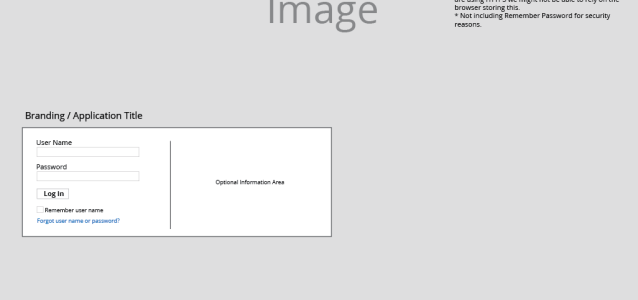 Image
are using HTTPS we might not be able to rely on the
browser storing this.
* Not including Remember Password for security
reasons.
Branding / Application Title
User Name
Password
Log In
Remember user name
Forgot user name or password?
Optional Information Area